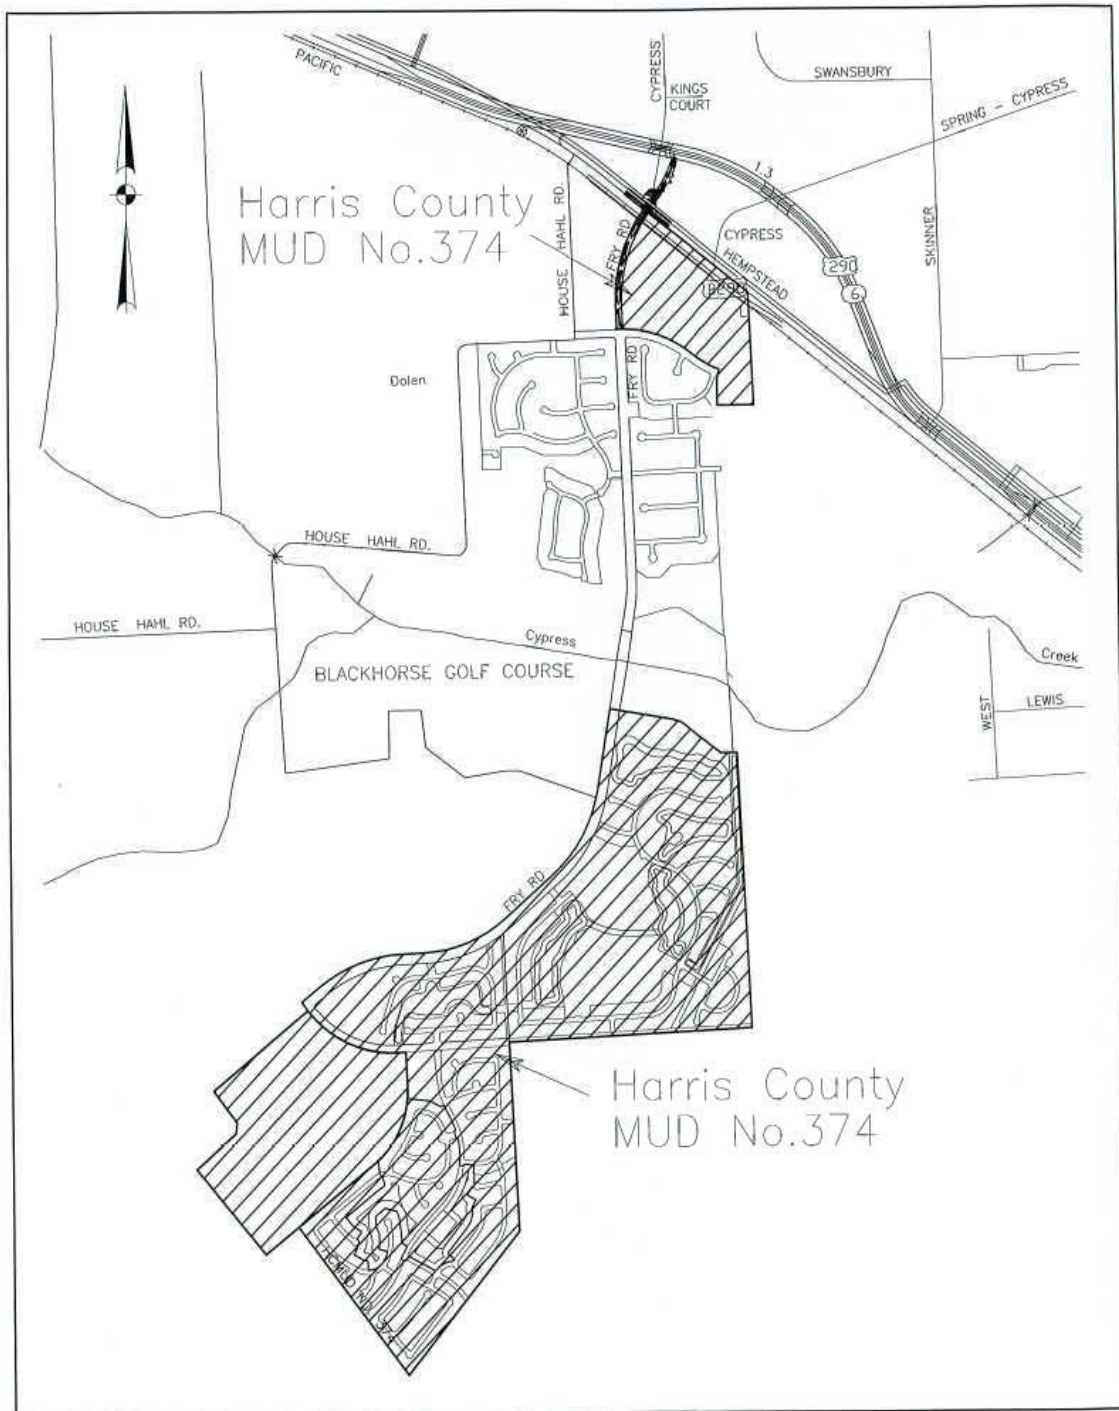 PACIFIC
CYPRESS
KINGS
COURT
SWANSBURY
SPRING - CYPRESS
SKINNER
Harris County
MUD No.374
HOUSE HAHL RD.
FRY RD
CYPRESS
HEMPSTEAD
290
6
Dolen
FRY RD
HOUSE HAHL RD.
HOUSE HAHL RD.
Cypress
Creek
BLACKHORSE GOLF COURSE
WEST
LEWIS
FRY RD
Harris County
MUD No.374